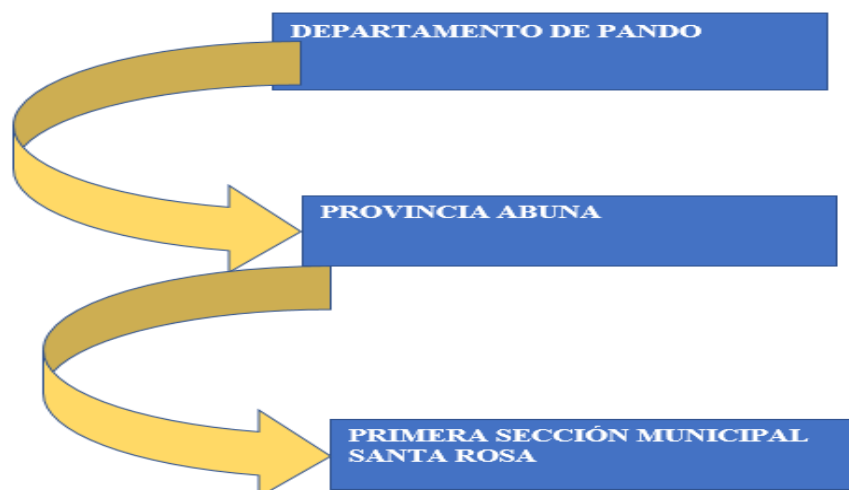 DEPARTAMENTO DE PANDO
PROVINCIA ABUNA
PRIMERA SECCIÓN MUNICIPAL
SANTA ROSA